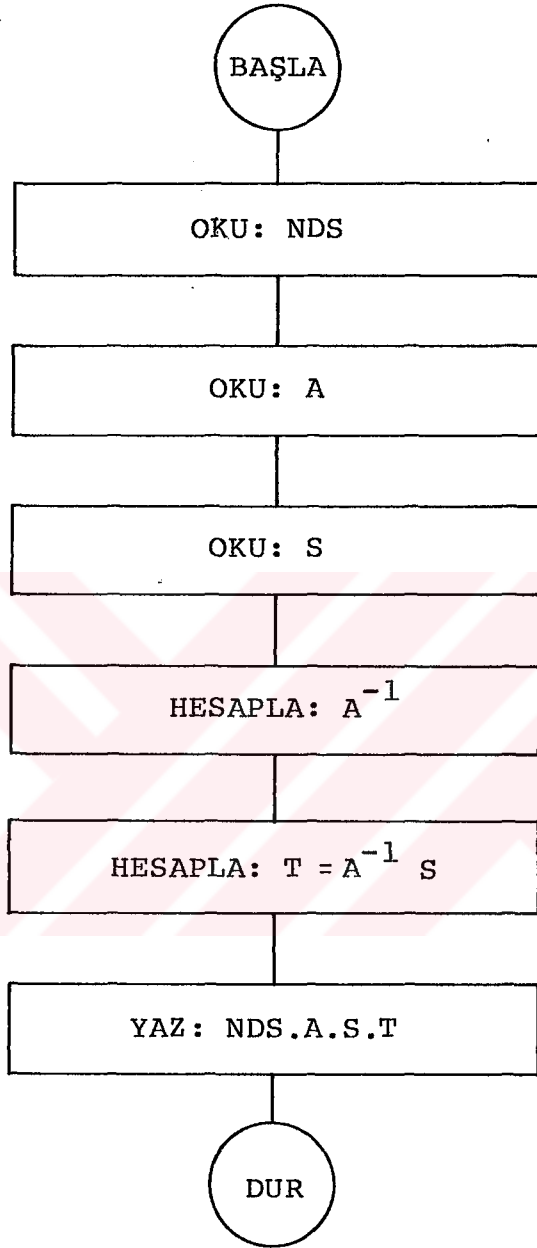 BAŞLA
OKU: NDS
OKU: A
OKU: S
HESAPLA: A⁻¹
HESAPLA: T = A⁻¹ S
YAZ: NDS.A.S.T
DUR